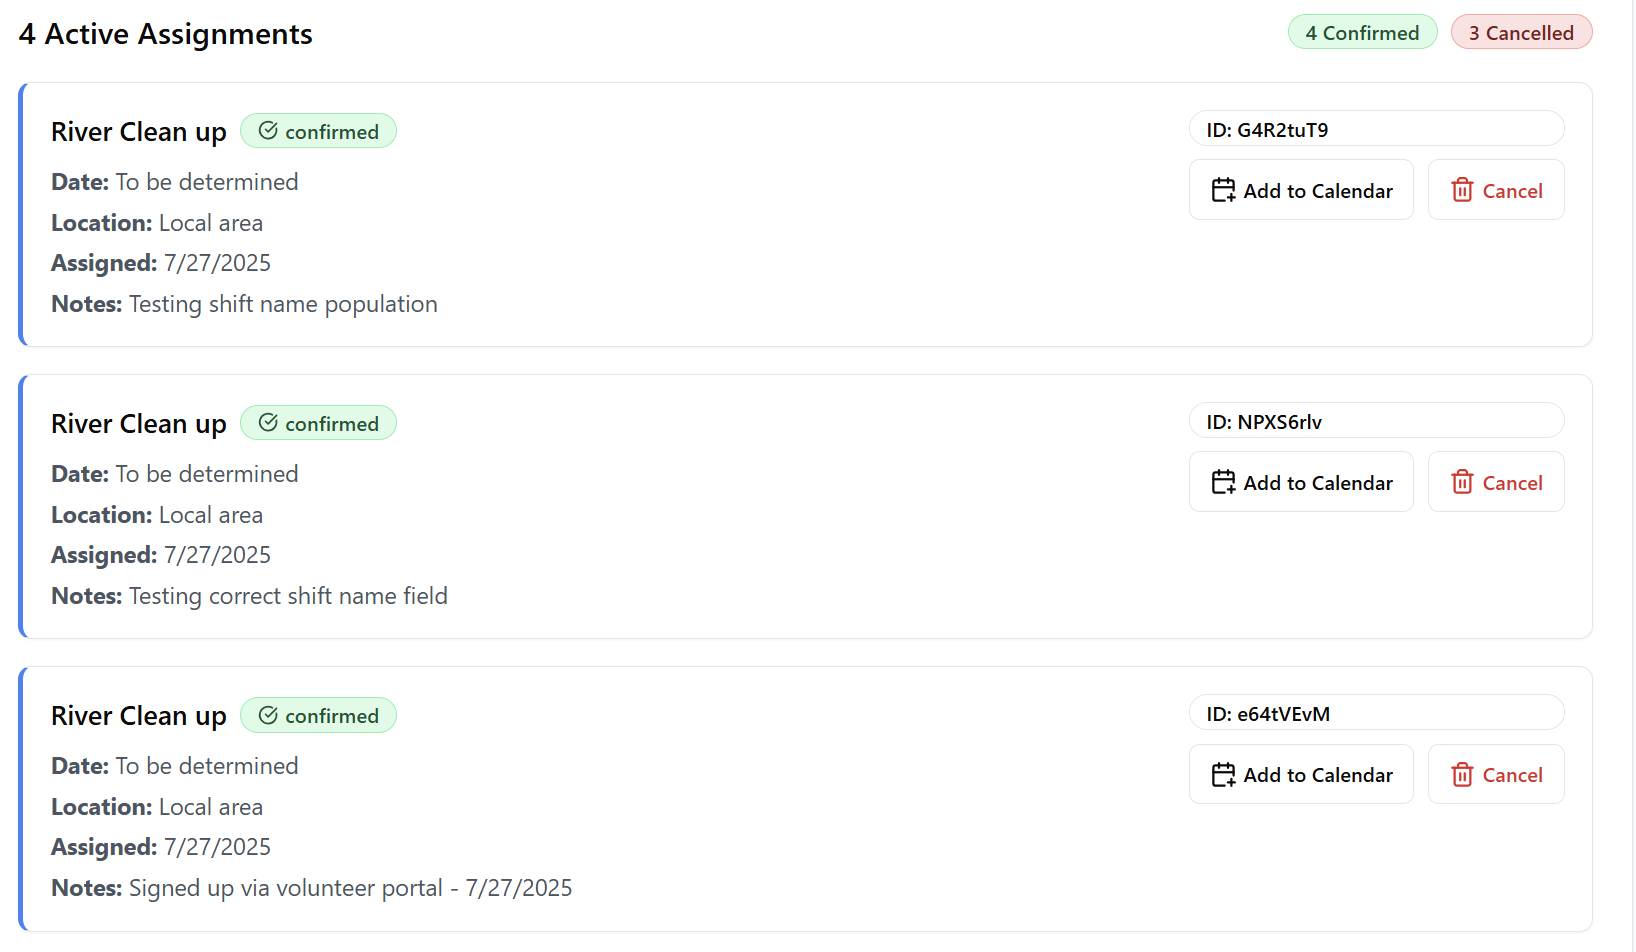 4 Active Assignments
4 Confirmed
3 Cancelled
River Clean up
confirmed
ID: G4R2tuT9
Date: To be determined
Add to Calendar
Cancel
Location: Local area
Assigned: 7/27/2025
Notes: Testing shift name population
River Clean up
confirmed
ID: NPXS6rlv
Date: To be determined
Add to Calendar
Cancel
Location: Local area
Assigned: 7/27/2025
Notes: Testing correct shift name field
River Clean up
confirmed
ID: e64tVEvM
Date: To be determined
Add to Calendar
Cancel
Location: Local area
Assigned: 7/27/2025
Notes: Signed up via volunteer portal - 7/27/2025